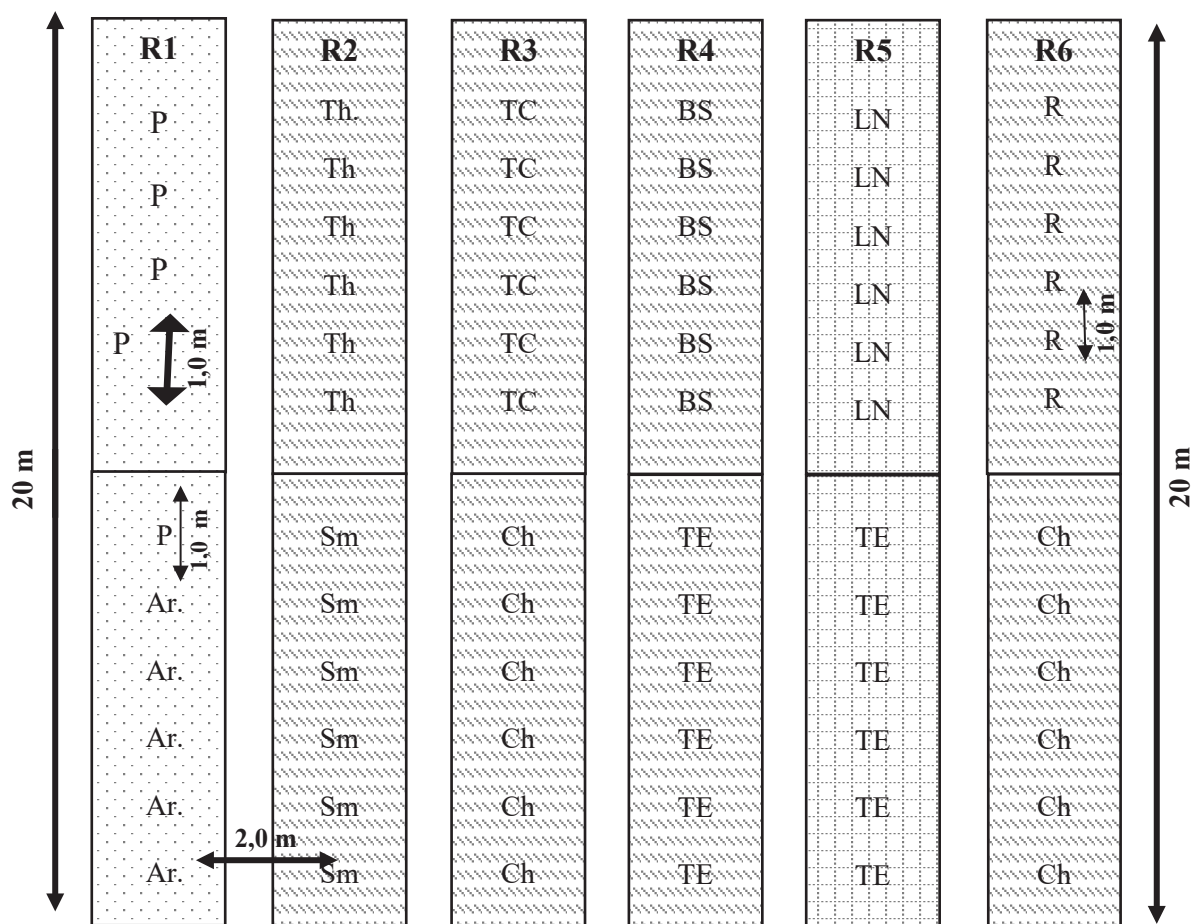 R1 R2 R3 R4 R5 R6
P Th. TC BS LN R
P Th TC BS LN R
P Th TC BS LN R
P Th TC BS LN R
1,0 m Th TC BS LN R 1,0 m
Th TC BS LN R
20 m
20 m
P Sm Ch TE TE Ch
1,0 m
Ar. Sm Ch TE TE Ch
Ar. Sm Ch TE TE Ch
Ar. Sm Ch TE TE Ch
Ar. Sm Ch TE TE Ch
2,0 m
Ar. Sm Ch TE TE Ch